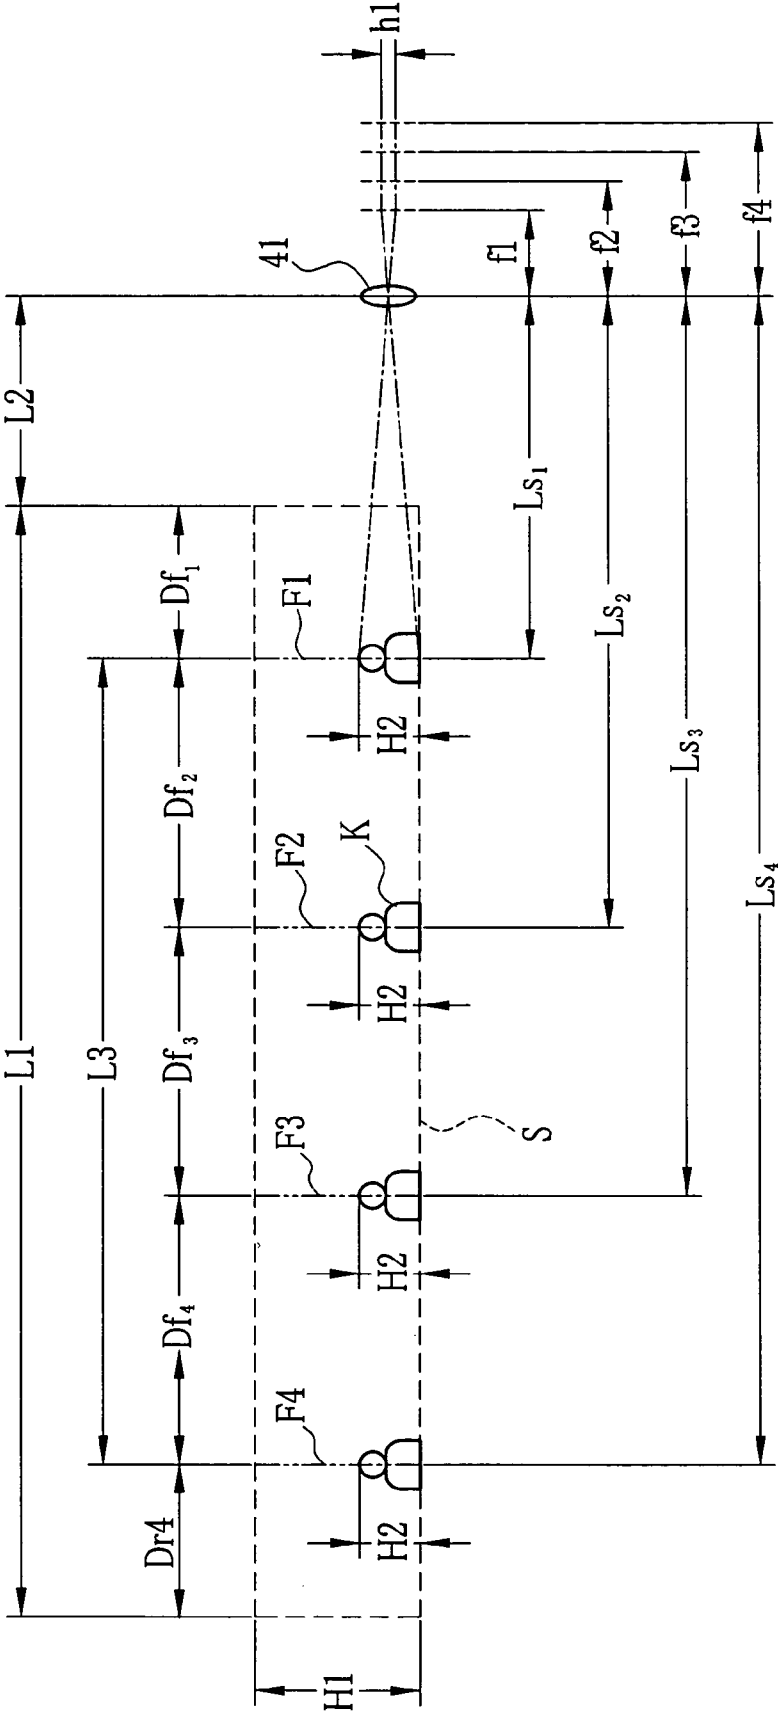 L1
L2
L3
Dr4
Df₄
Df₃
Df₂
Df₁
F4
F3
F2
F1
41
h1
H1
H2
H2
H2
H2
K
S
f1
f2
f3
f4
Ls₁
Ls₂
Ls₃
Ls₄